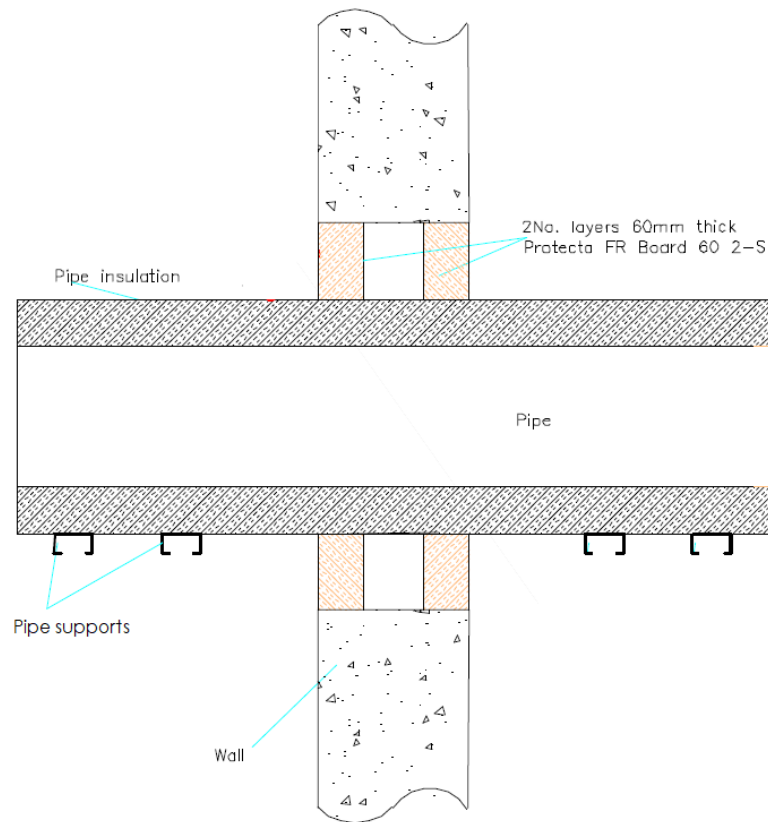 2No. layers 60mm thick
Protecta FR Board 60 2-S
Pipe insulation
Pipe
Pipe supports
Wall